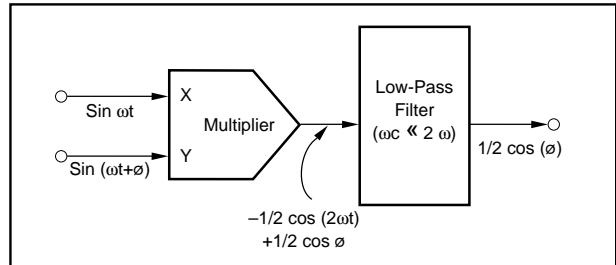 Sin ωt
X
Multiplier
Y
Sin (ωt+ø)
Low-Pass
Filter
(ωc « 2 ω)
1/2 cos (ø)
–1/2 cos (2ωt)
+1/2 cos ø